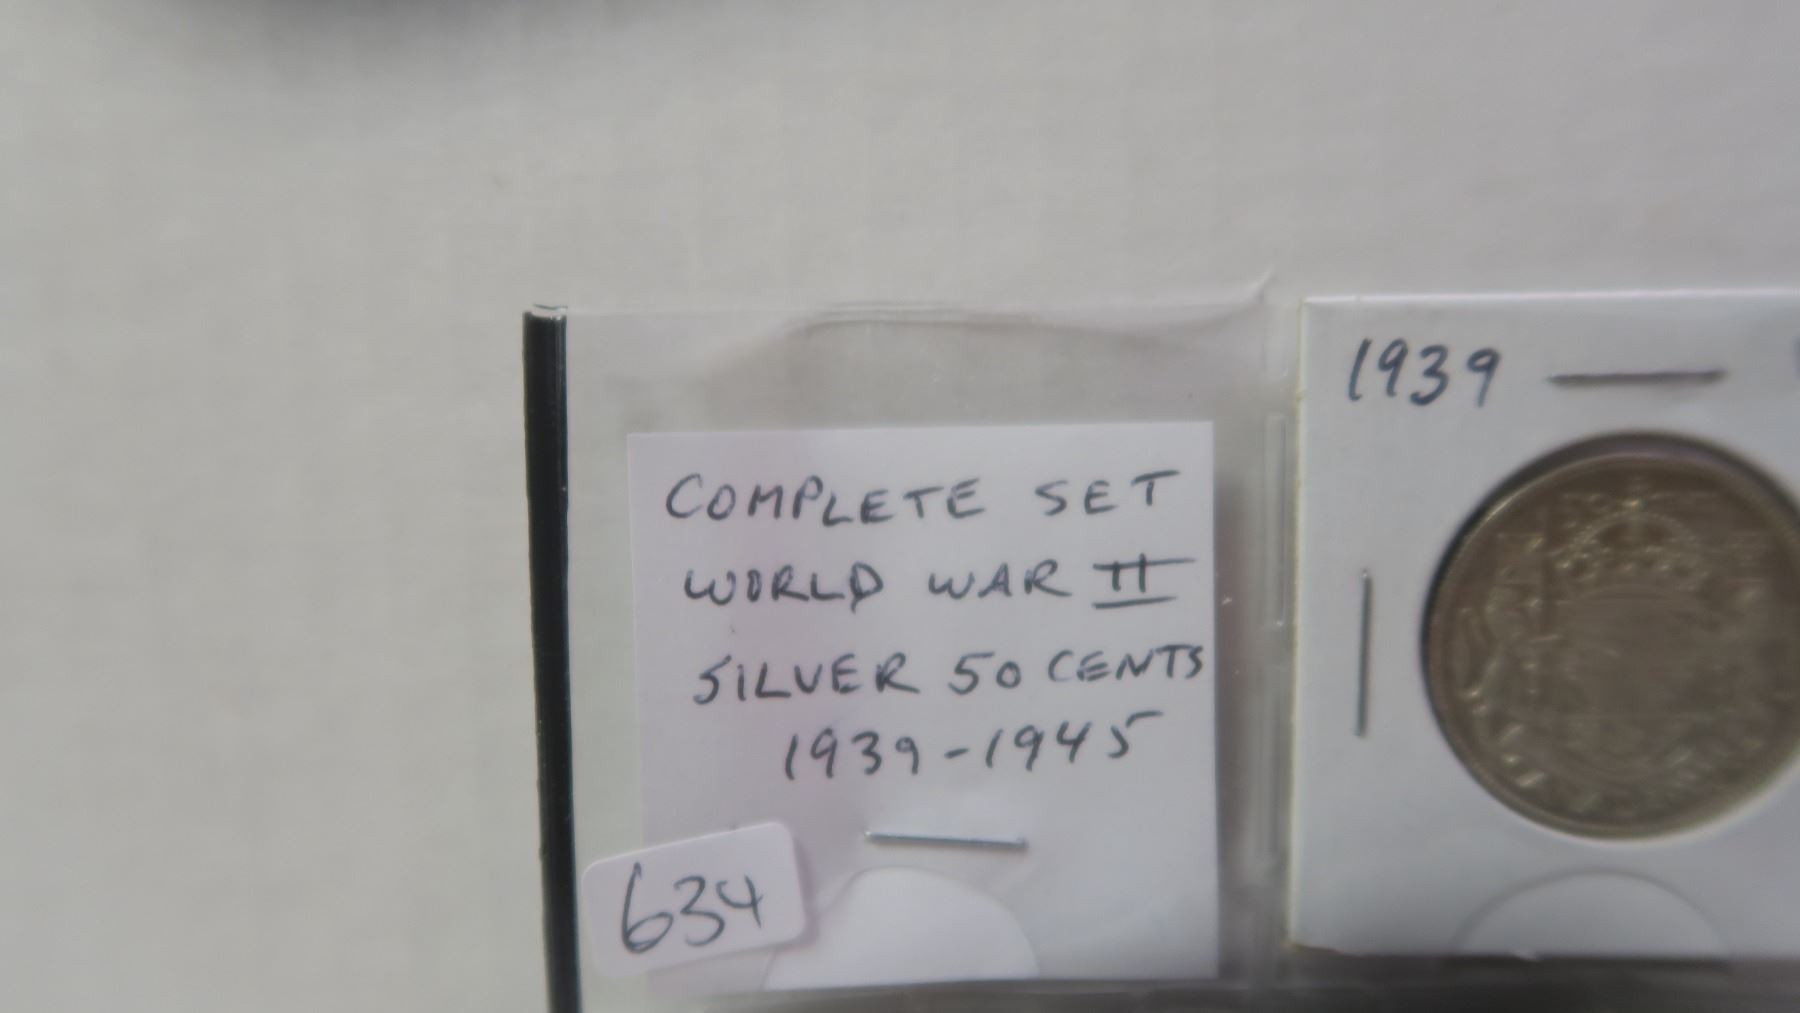 COMPLETE SET
WORLD WAR II
SILVER 50 CENTS
1939-1945
634
1939